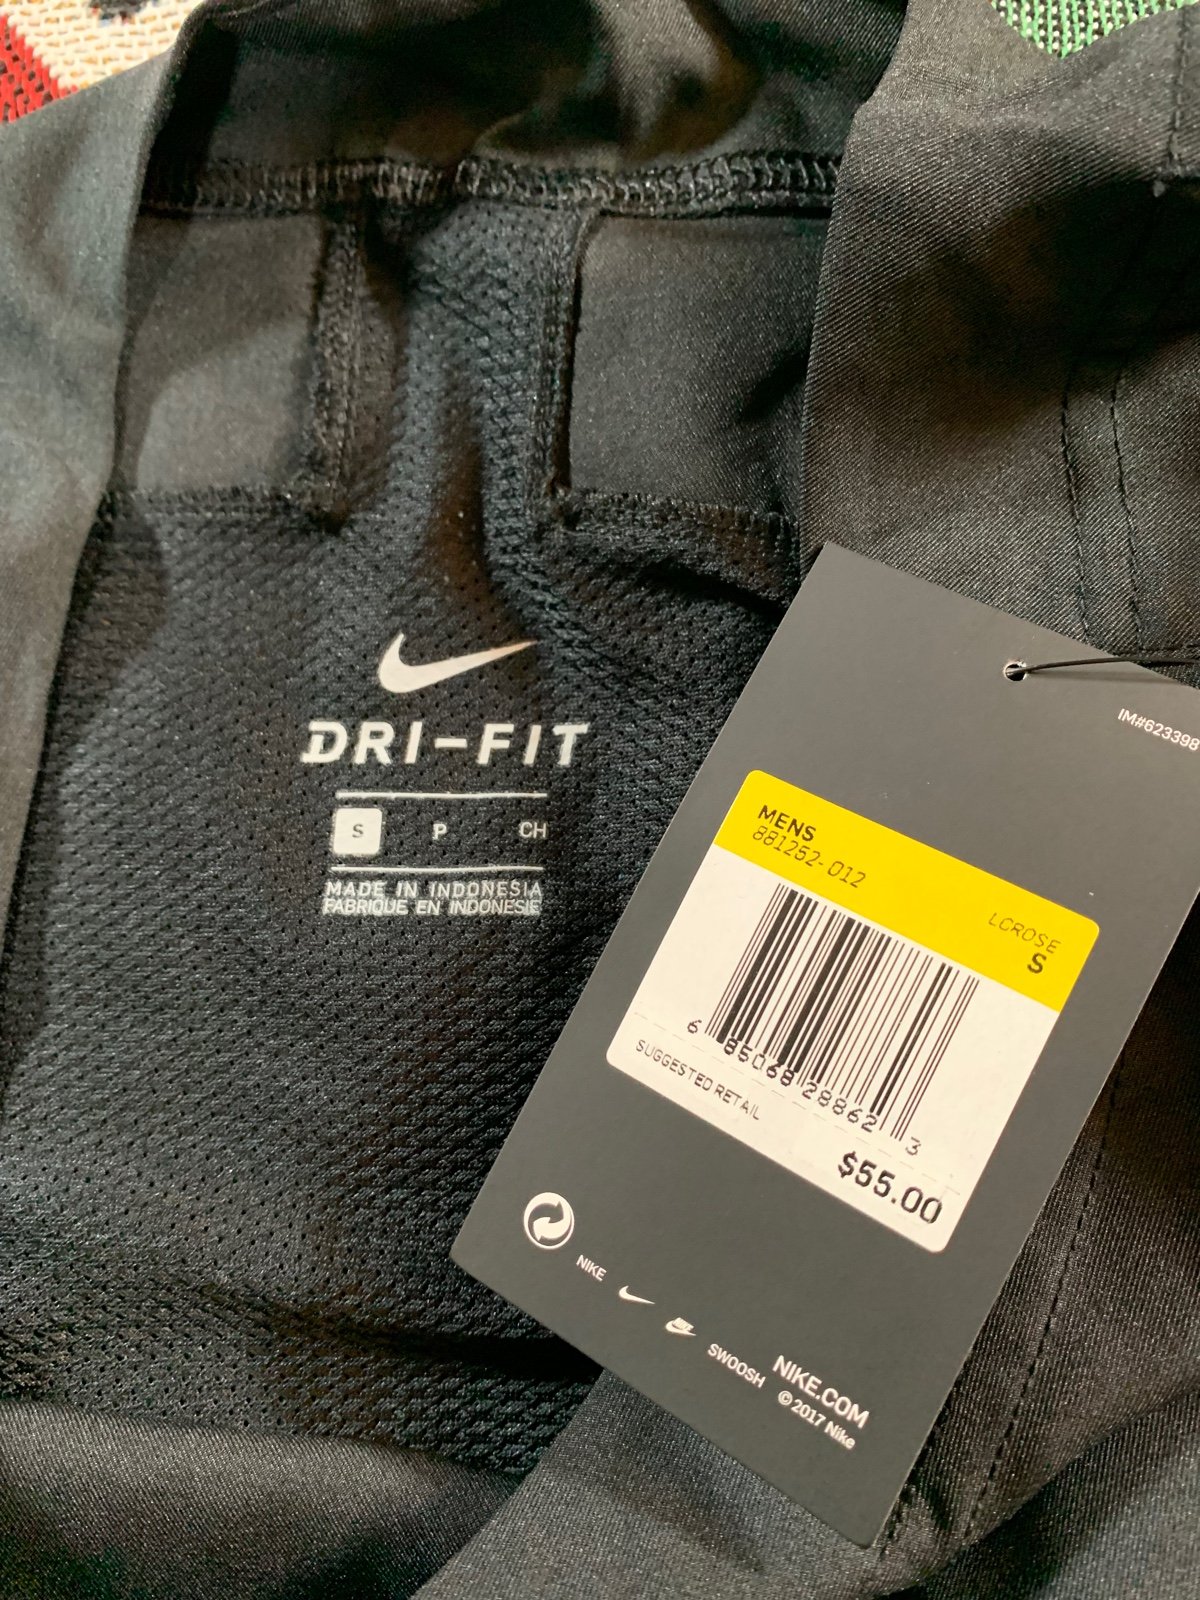 DRI-FIT
S P CH
MADE IN INDONESIA
FABRIQUE EN INDONESIE
IM#623398
MENS
881252-012
LCROSE
S
6 85068 28862 3
SUGGESTED RETAIL
$55.00
NIKE
NIKE
SWOOSH
NIKE.COM
© 2017 Nike